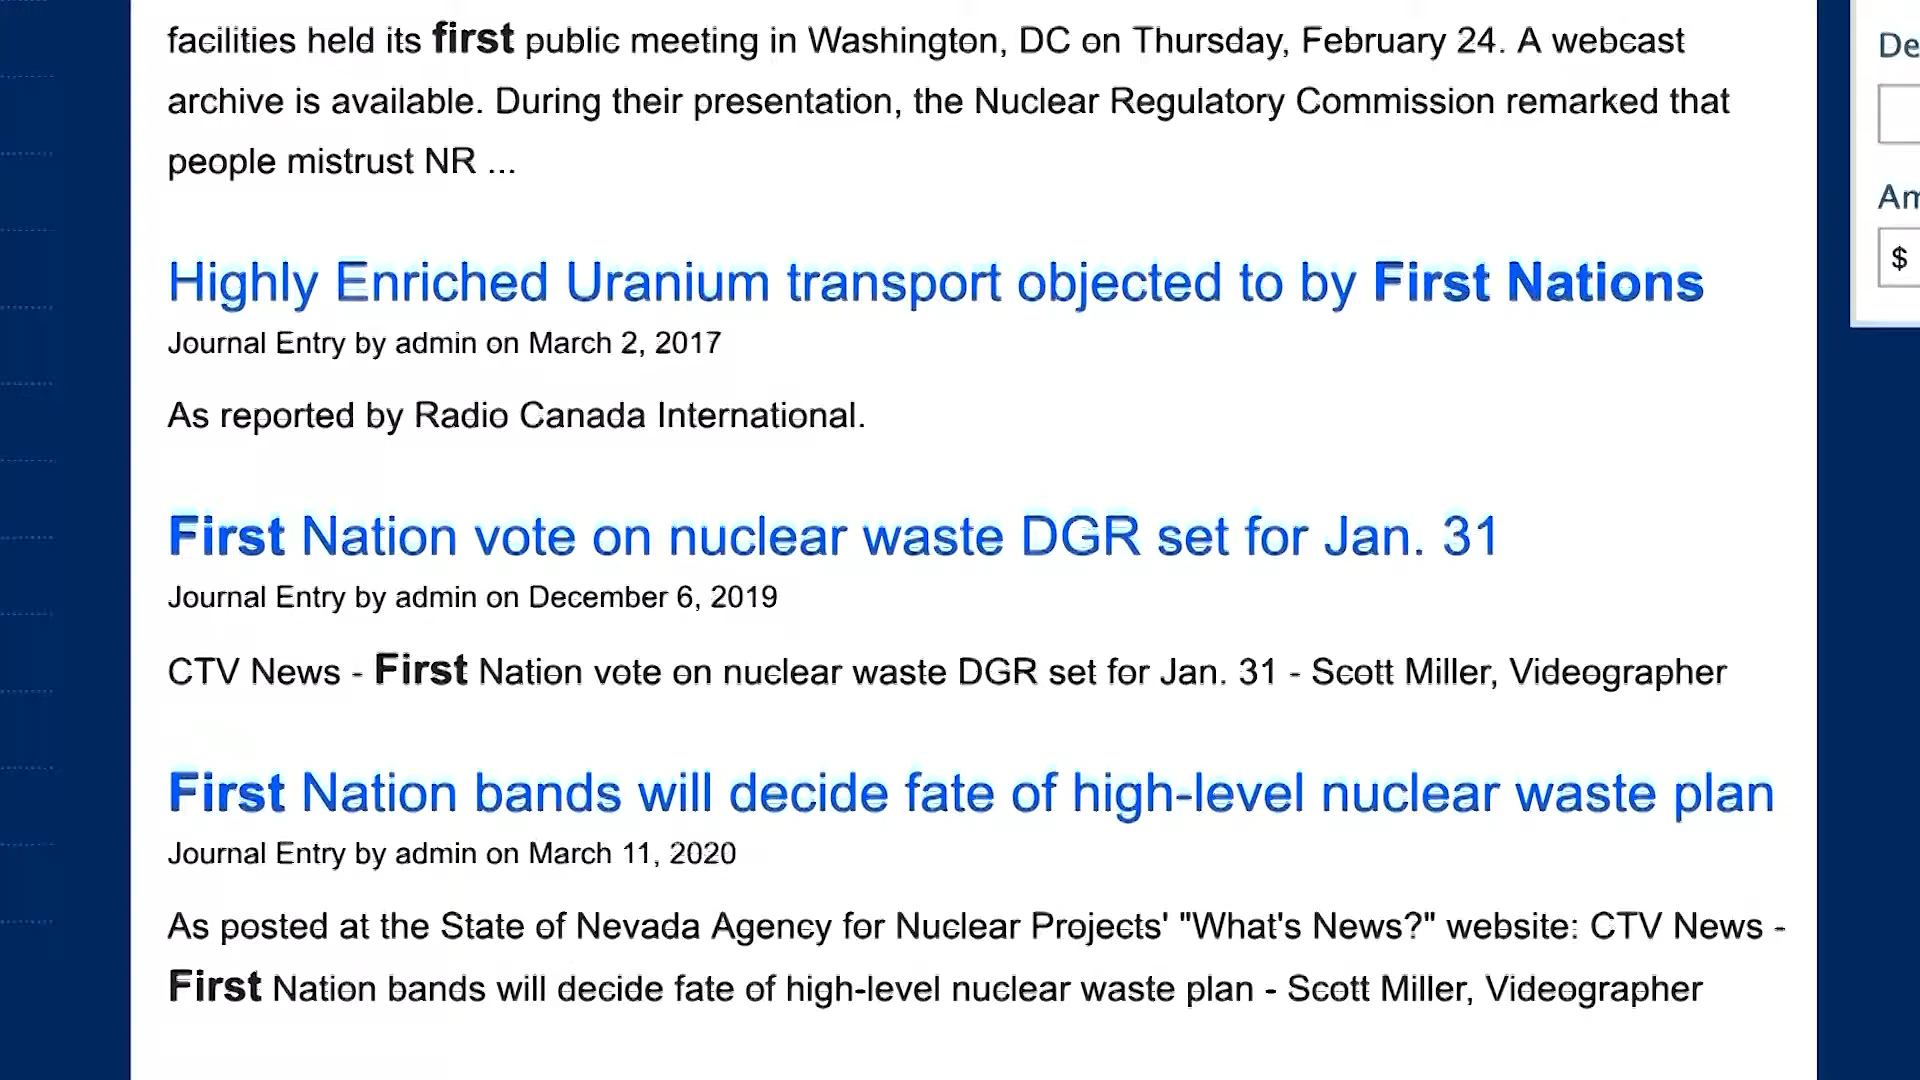 facilities held its first public meeting in Washington, DC on Thursday, February 24. A webcast
archive is available. During their presentation, the Nuclear Regulatory Commission remarked that
people mistrust NR ...
Highly Enriched Uranium transport objected to by First Nations
Journal Entry by admin on March 2, 2017
As reported by Radio Canada International.
First Nation vote on nuclear waste DGR set for Jan. 31
Journal Entry by admin on December 6, 2019
CTV News - First Nation vote on nuclear waste DGR set for Jan. 31 - Scott Miller, Videographer
First Nation bands will decide fate of high-level nuclear waste plan
Journal Entry by admin on March 11, 2020
As posted at the State of Nevada Agency for Nuclear Projects' "What's News?" website: CTV News -
First Nation bands will decide fate of high-level nuclear waste plan - Scott Miller, Videographer
De
Am
$